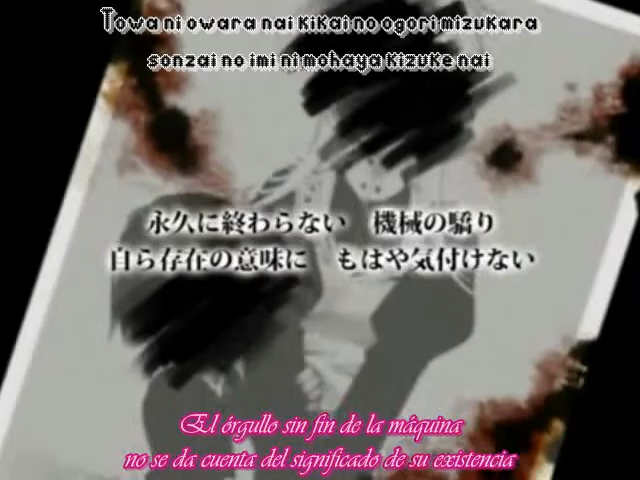 Towa ni owara nai kikai no ogori mizukara
sonzai no imi ni mohaya kizuke nai
永久に終わらない　機械の驕り
自ら存在の意味に　もはや気付けない
El órgullo sin fin de la máquina
no se da cuenta del significado de su existencia